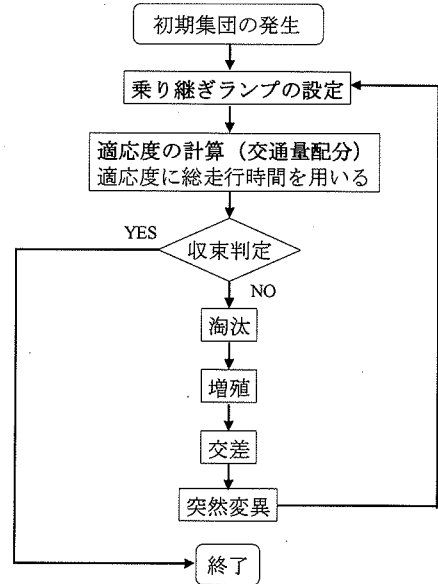 初期集団の発生
乗り継ぎランプの設定
適応度の計算（交通量配分）
適応度に総走行時間を用いる
YES
収束判定
NO
淘汰
増殖
交差
突然変異
終了